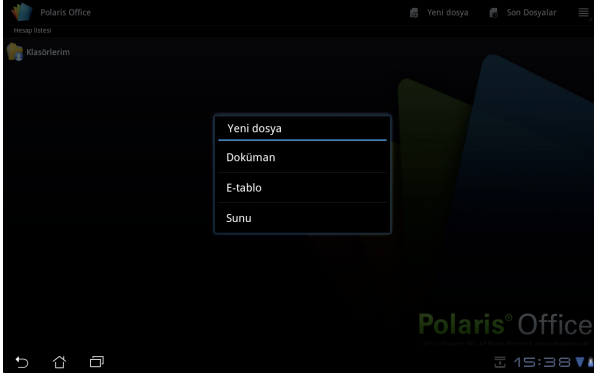 Polaris Office
Yeni dosya
Son Dosyalar
Hesap listesi
Klasörlerim
Yeni dosya
Doküman
E-tablo
Sunu
Polaris® Office
15:38